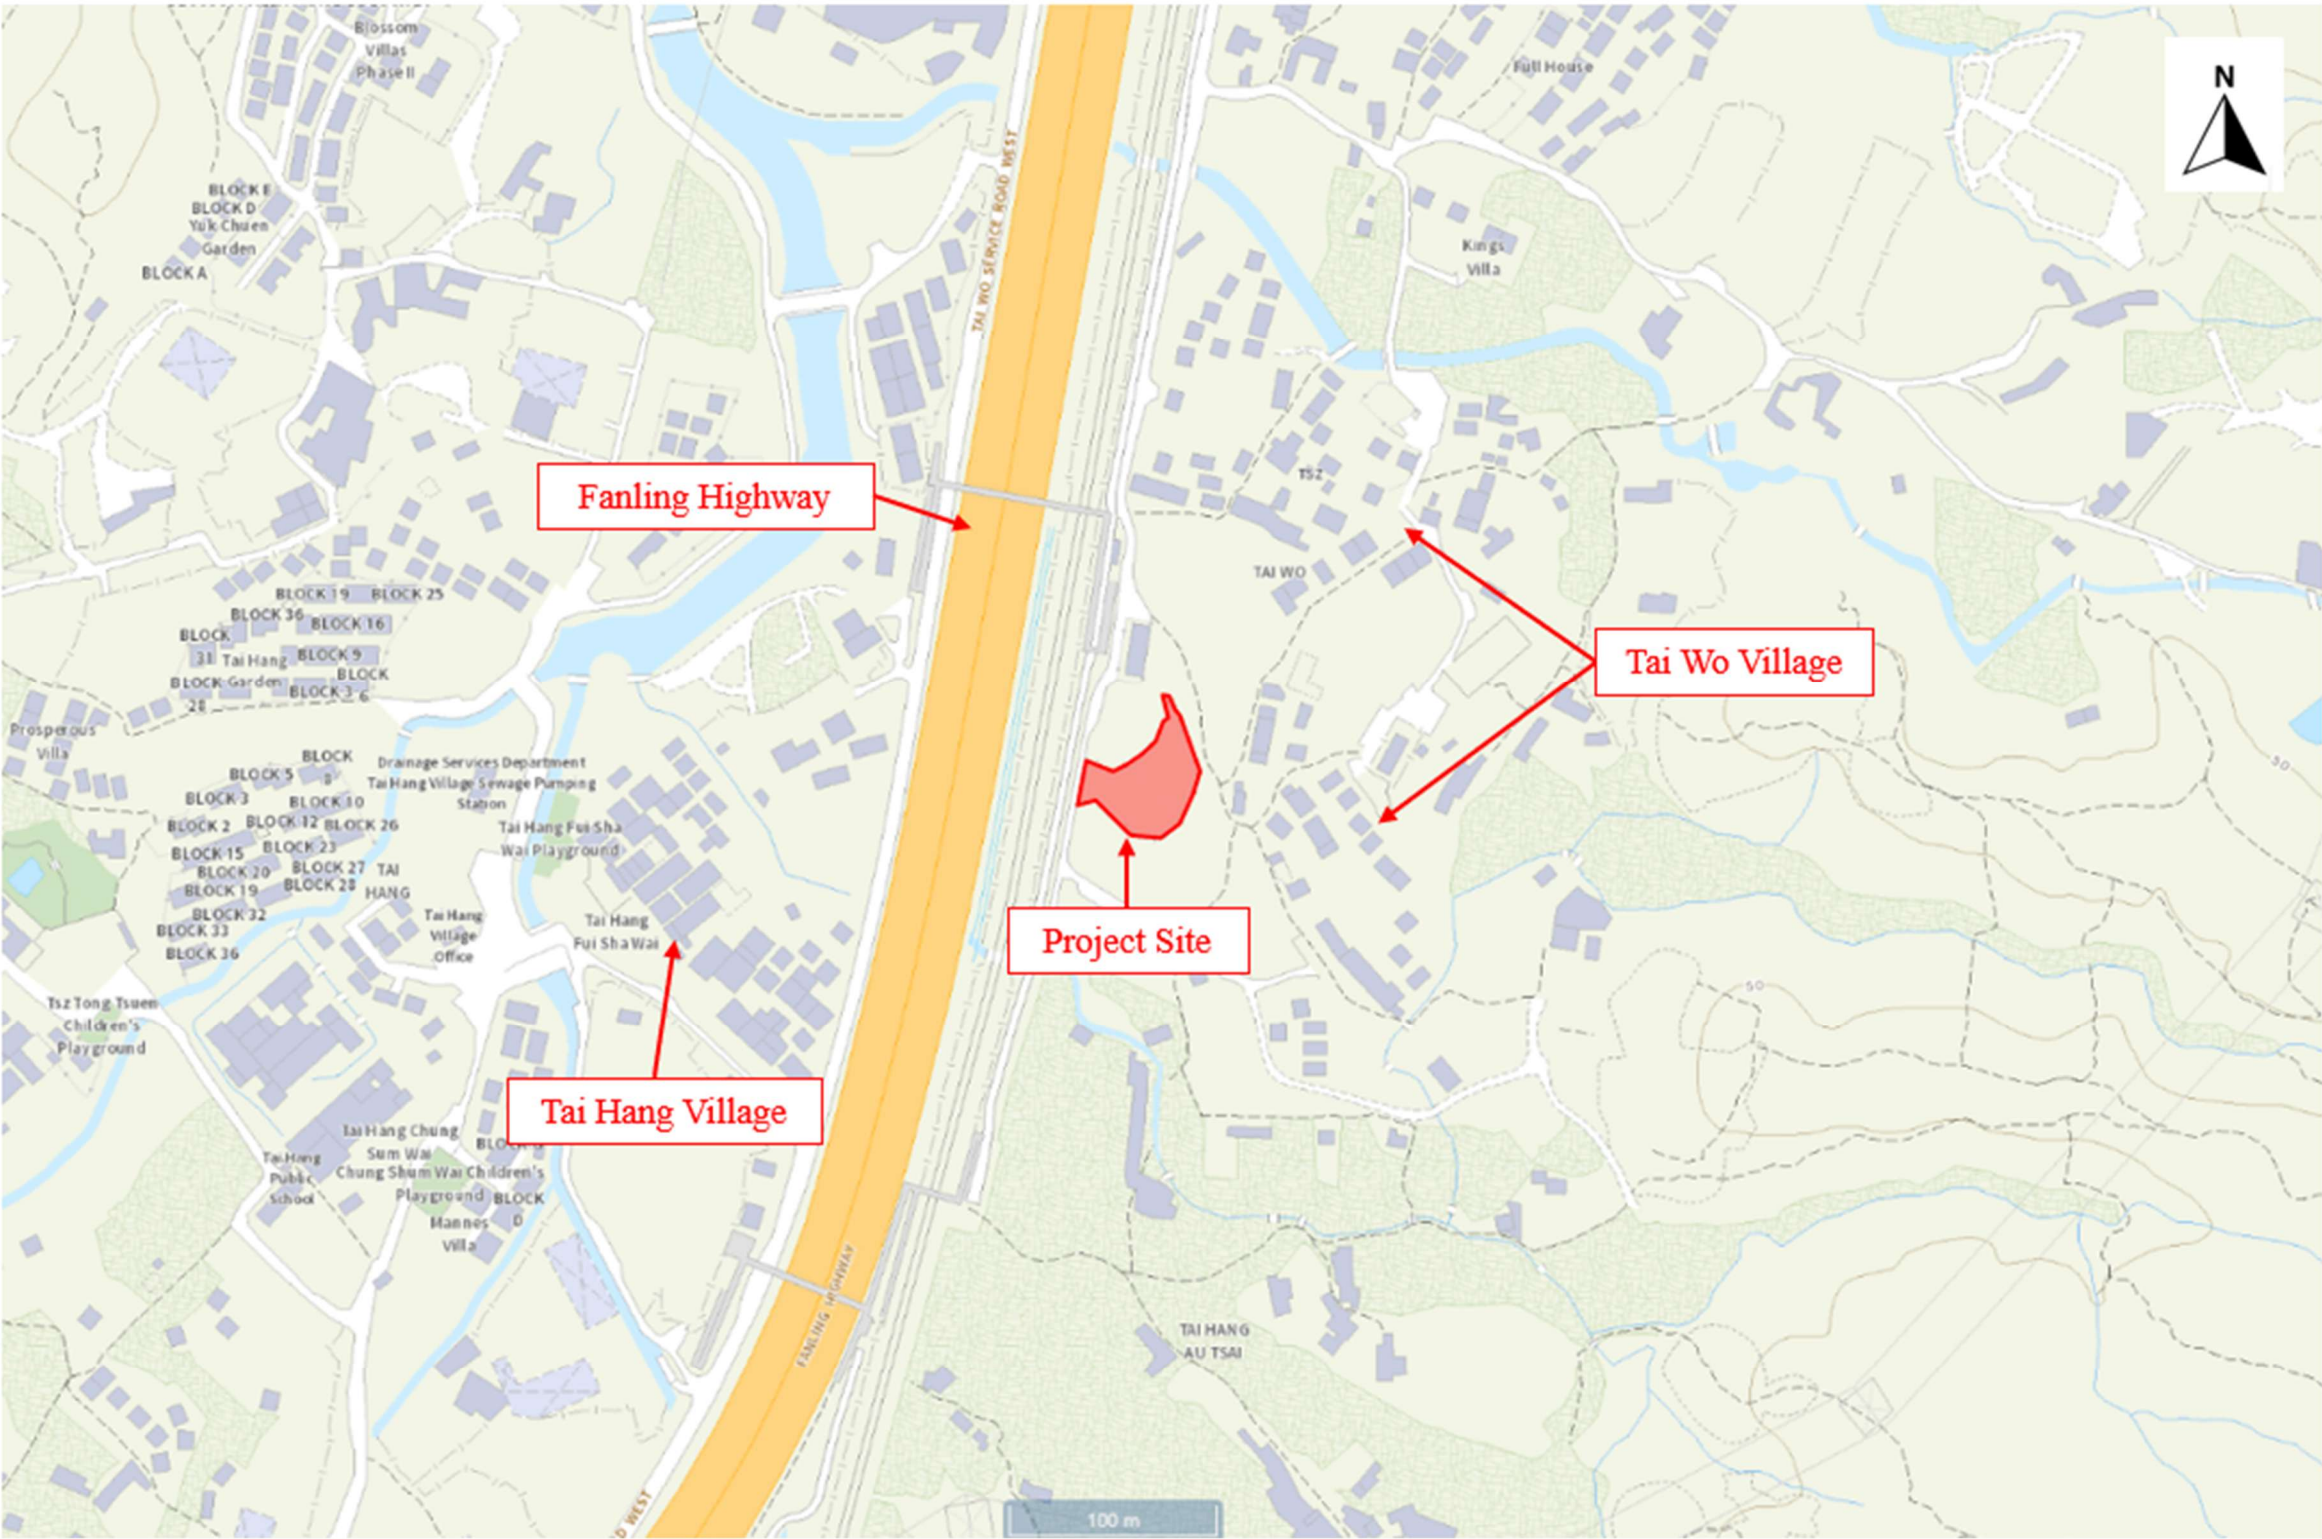 Blossom
Villas
Phase II
Full House
N
BLOCK E
BLOCK D
Yuk Chuen
Garden
BLOCK A
TAI WO SERVICE ROAD WEST
Kings
Villa
Fanling Highway
TSZ
TAI WO
BLOCK 19
BLOCK 25
BLOCK 36
BLOCK 16
BLOCK
31
Tai Hang
BLOCK 9
BLOCK
BLOCK
Garden
BLOCK 3
6
28
Tai Wo Village
Prosperous
Villa
BLOCK
8
BLOCK 5
Drainage Services Department
Tai Hang Village Sewage Pumping
Station
50
BLOCK 3
BLOCK 10
BLOCK 2
BLOCK 12
BLOCK 26
Tai Hang Fui Sha
Wai Playground
BLOCK 15
BLOCK 23
BLOCK 20
BLOCK 27
TAI
HANG
BLOCK 19
BLOCK 28
BLOCK 32
BLOCK 33
BLOCK 36
Tai Hang
Village
Office
Tai Hang
Fui Sha Wai
Project Site
50
Tsz Tong Tsuen
Children's
Playground
Tai Hang Village
Tai Hang Chung
Sum Wai
Tai Hang
Public
School
Chung Shum Wai Children's
Playground
BLOCK
D
Mannes
Villa
FANLING HIGHWAY
TAI HANG
AU TSAI
D WEST
100 m